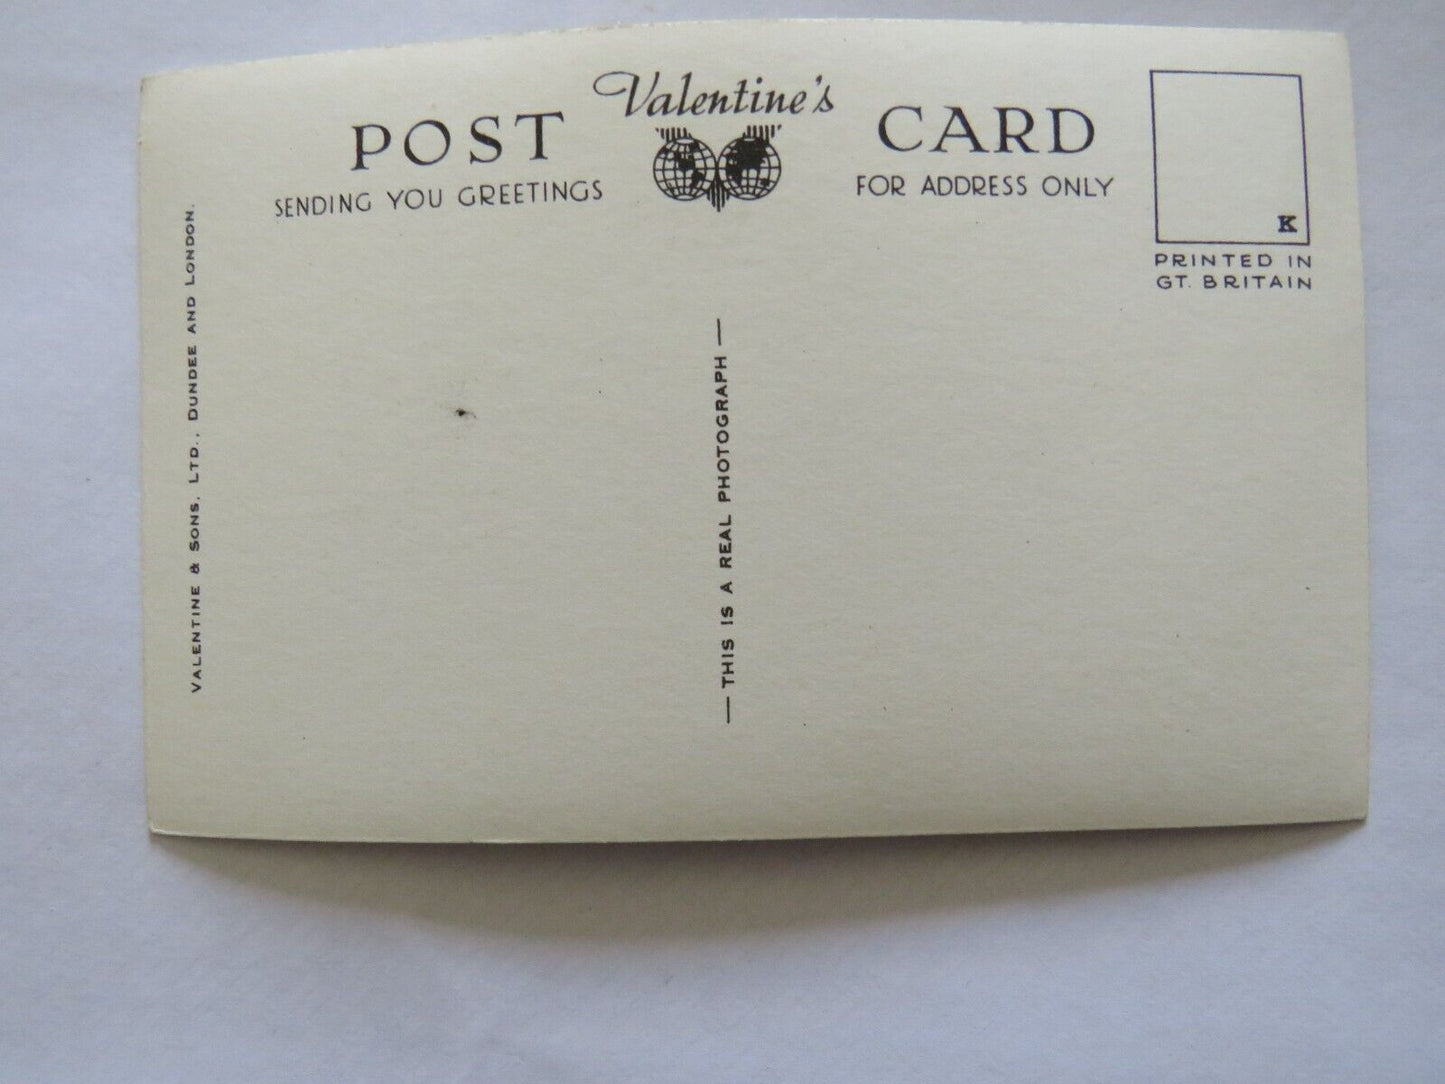 Valentine's
POST CARD
SENDING YOU GREETINGS
FOR ADDRESS ONLY
K
PRINTED IN
GT. BRITAIN
VALENTINE & SONS, LTD., DUNDEE AND LONDON.
— THIS IS A REAL PHOTOGRAPH —